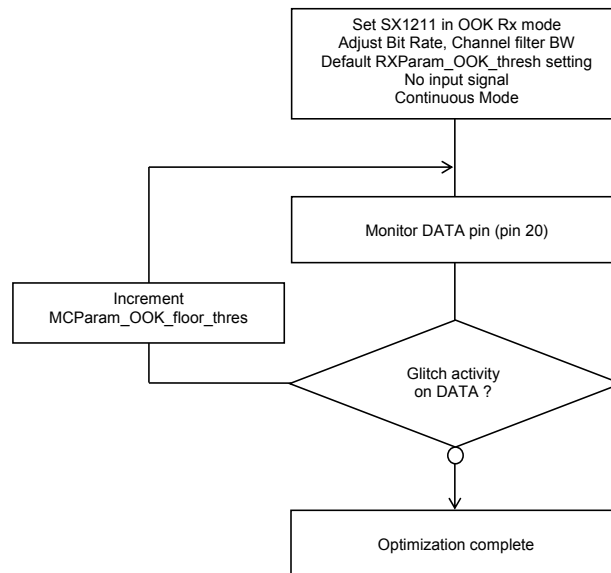 Set SX1211 in OOK Rx mode
Adjust Bit Rate, Channel filter BW
Default RXParam_OOK_thresh setting
No input signal
Continuous Mode
Monitor DATA pin (pin 20)
Increment
MCParam_OOK_floor_thres
Glitch activity
on DATA ?
Optimization complete